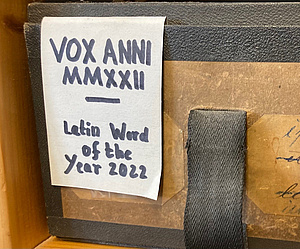 VOX ANNI
MMXXII
Latin Word
of the
Year 2022